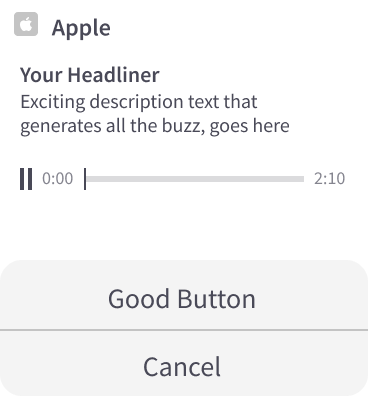 Apple
Your Headliner
Exciting description text that
generates all the buzz, goes here
0:00 2:10
Good Button
Cancel